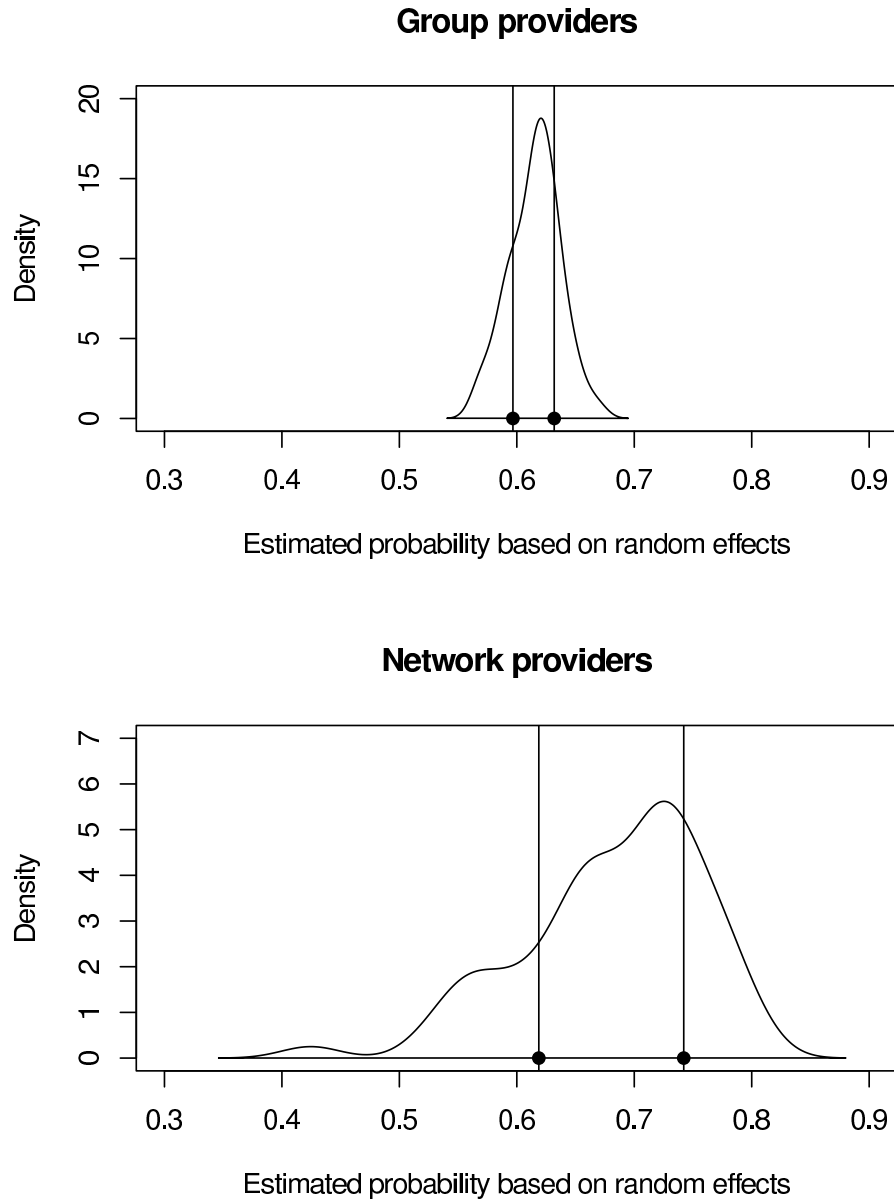 Group providers
20
15
10
5
0
Density
0.3 0.4 0.5 0.6 0.7 0.8 0.9
Estimated probability based on random effects
Network providers
7
6
5
4
3
2
1
0
Density
0.3 0.4 0.5 0.6 0.7 0.8 0.9
Estimated probability based on random effects